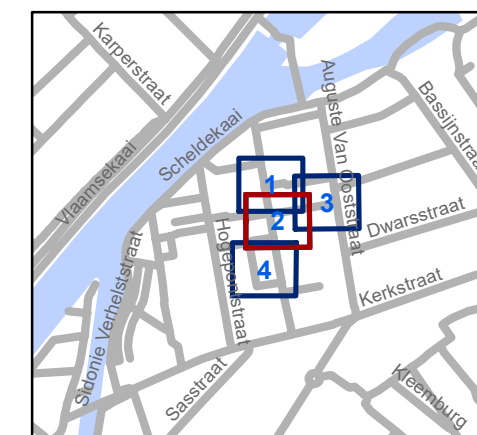 Karperstraat
Vlaamsekaai
Scheldekaai
Auguste Van Ooststraat
Bassijnstraat
1
3
2
4
Dwarsstraat
Hogepontstraat
Sidonie Verhelststraat
Kerkstraat
Sasstraat
Kleemburg